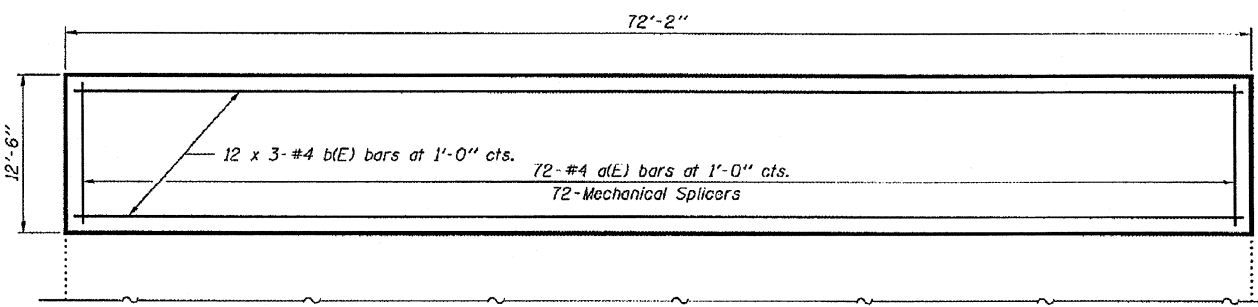 72'-2"
12'-6"
12 x 3-#4 b(E) bars at 1'-0" cts.
72-#4 a(E) bars at 1'-0" cts.
72-Mechanical Splicers